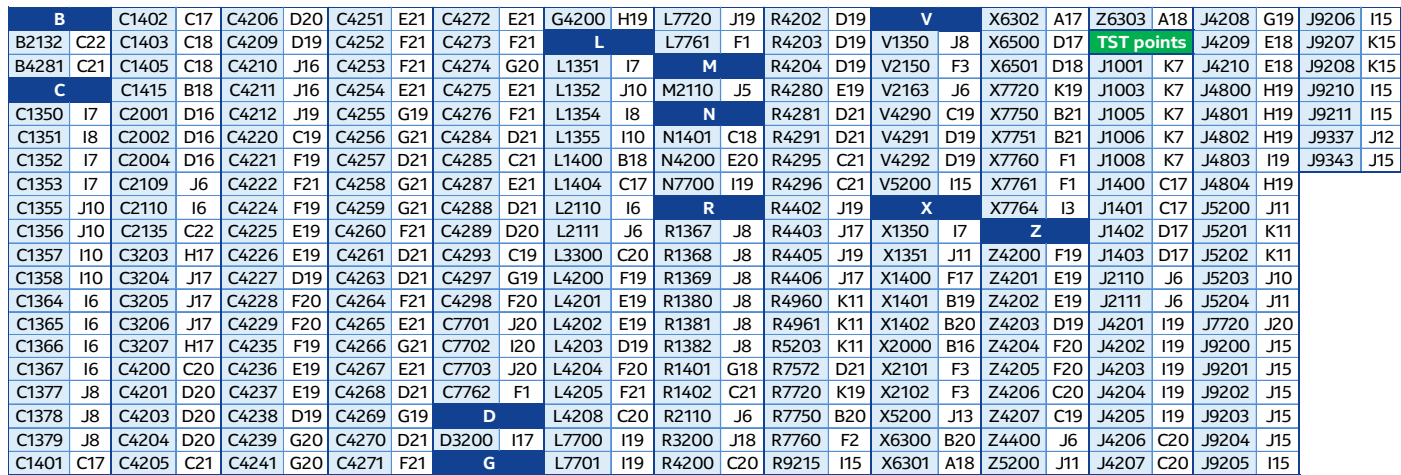 B C1402 C17 C4206 D20 C4251 E21 C4272 E21 G4200 H19 L7720 J19 R4202 D19 V X6302 A17 Z6303 A18 J4208 G19 J9206 I15
B2132 C22 C1403 C18 C4209 D19 C4252 F21 C4273 F21 L L7761 F1 R4203 D19 V1350 J8 X6500 D17 TST points J4209 E18 J9207 K15
B4281 C21 C1405 C18 C4210 J16 C4253 F21 C4274 G20 L1351 I7 M R4204 D19 V2150 F3 X6501 D18 J1001 K7 J4210 E18 J9208 K15
C C1415 B18 C4211 J16 C4254 E21 C4275 E21 L1352 J10 M2110 J5 R4280 E19 V2163 J6 X7720 K19 J1003 K7 J4800 H19 J9210 I15
C1350 I7 C2001 D16 C4212 J19 C4255 G19 C4276 F21 L1354 I8 N R4281 D21 V4290 C19 X7750 B21 J1005 K7 J4801 H19 J9211 I15
C1351 I8 C2002 D16 C4220 C19 C4256 G21 C4284 D21 L1355 I10 N1401 C18 R4291 D21 V4291 D19 X7751 B21 J1006 K7 J4802 H19 J9337 J12
C1352 I7 C2004 D16 C4221 F19 C4257 D21 C4285 C21 L1400 B18 N4200 E20 R4295 C21 V4292 D19 X7760 F1 J1008 K7 J4803 I19 J9343 J15
C1353 I7 C2109 J6 C4222 F21 C4258 G21 C4287 E21 L1404 C17 N7700 I19 R4296 C21 V5200 I15 X7761 F1 J1400 C17 J4804 H19
C1355 J10 C2110 I6 C4224 F19 C4259 G21 C4288 D21 L2110 I6 R R4402 J19 X X7764 I3 J1401 C17 J5200 J11
C1356 J10 C2135 C22 C4225 E19 C4260 F21 C4289 D20 L2111 J6 R1367 J8 R4403 J17 X1350 I7 Z J1402 D17 J5201 K11
C1357 I10 C3203 H17 C4226 E19 C4261 D21 C4293 C19 L3300 C20 R1368 J8 R4405 J19 X1351 J11 Z4200 F19 J1403 D17 J5202 K11
C1358 I10 C3204 J17 C4227 D19 C4263 D21 C4297 G19 L4200 F19 R1369 J8 R4406 J17 X1400 F17 Z4201 E19 J2110 J6 J5203 J10
C1364 I6 C3205 J17 C4228 F20 C4264 F21 C4298 F20 L4201 E19 R1380 J8 R4960 K11 X1401 B19 Z4202 E19 J2111 J6 J5204 J11
C1365 I6 C3206 J17 C4229 F20 C4265 E21 C7701 J20 L4202 E19 R1381 J8 R4961 K11 X1402 B20 Z4203 D19 J4201 I19 J7720 J20
C1366 I6 C3207 H17 C4235 F19 C4266 G21 C7702 I20 L4203 D19 R1382 J8 R5203 K11 X2000 B16 Z4204 F20 J4202 I19 J9200 J15
C1367 I6 C4200 C20 C4236 E19 C4267 E21 C7703 J20 L4204 F20 R1401 G18 R7572 D21 X2101 F3 Z4205 F20 J4203 I19 J9201 J15
C1377 J8 C4201 D20 C4237 E19 C4268 D21 C7762 F1 L4205 F21 R1402 C21 R7720 K19 X2102 F3 Z4206 C20 J4204 I19 J9202 J15
C1378 J8 C4203 D20 C4238 D19 C4269 G19 D L4208 C20 R2110 J6 R7750 B20 X5200 J13 Z4207 C19 J4205 I19 J9203 J15
C1379 J8 C4204 D20 C4239 G20 C4270 D21 D3200 I17 L7700 I19 R3200 J18 R7760 F2 X6300 B20 Z4400 J6 J4206 C20 J9204 J15
C1401 C17 C4205 C21 C4241 G20 C4271 F21 G L7701 I19 R4200 C20 R9215 I15 X6301 A18 Z5200 J11 J4207 C20 J9205 I15